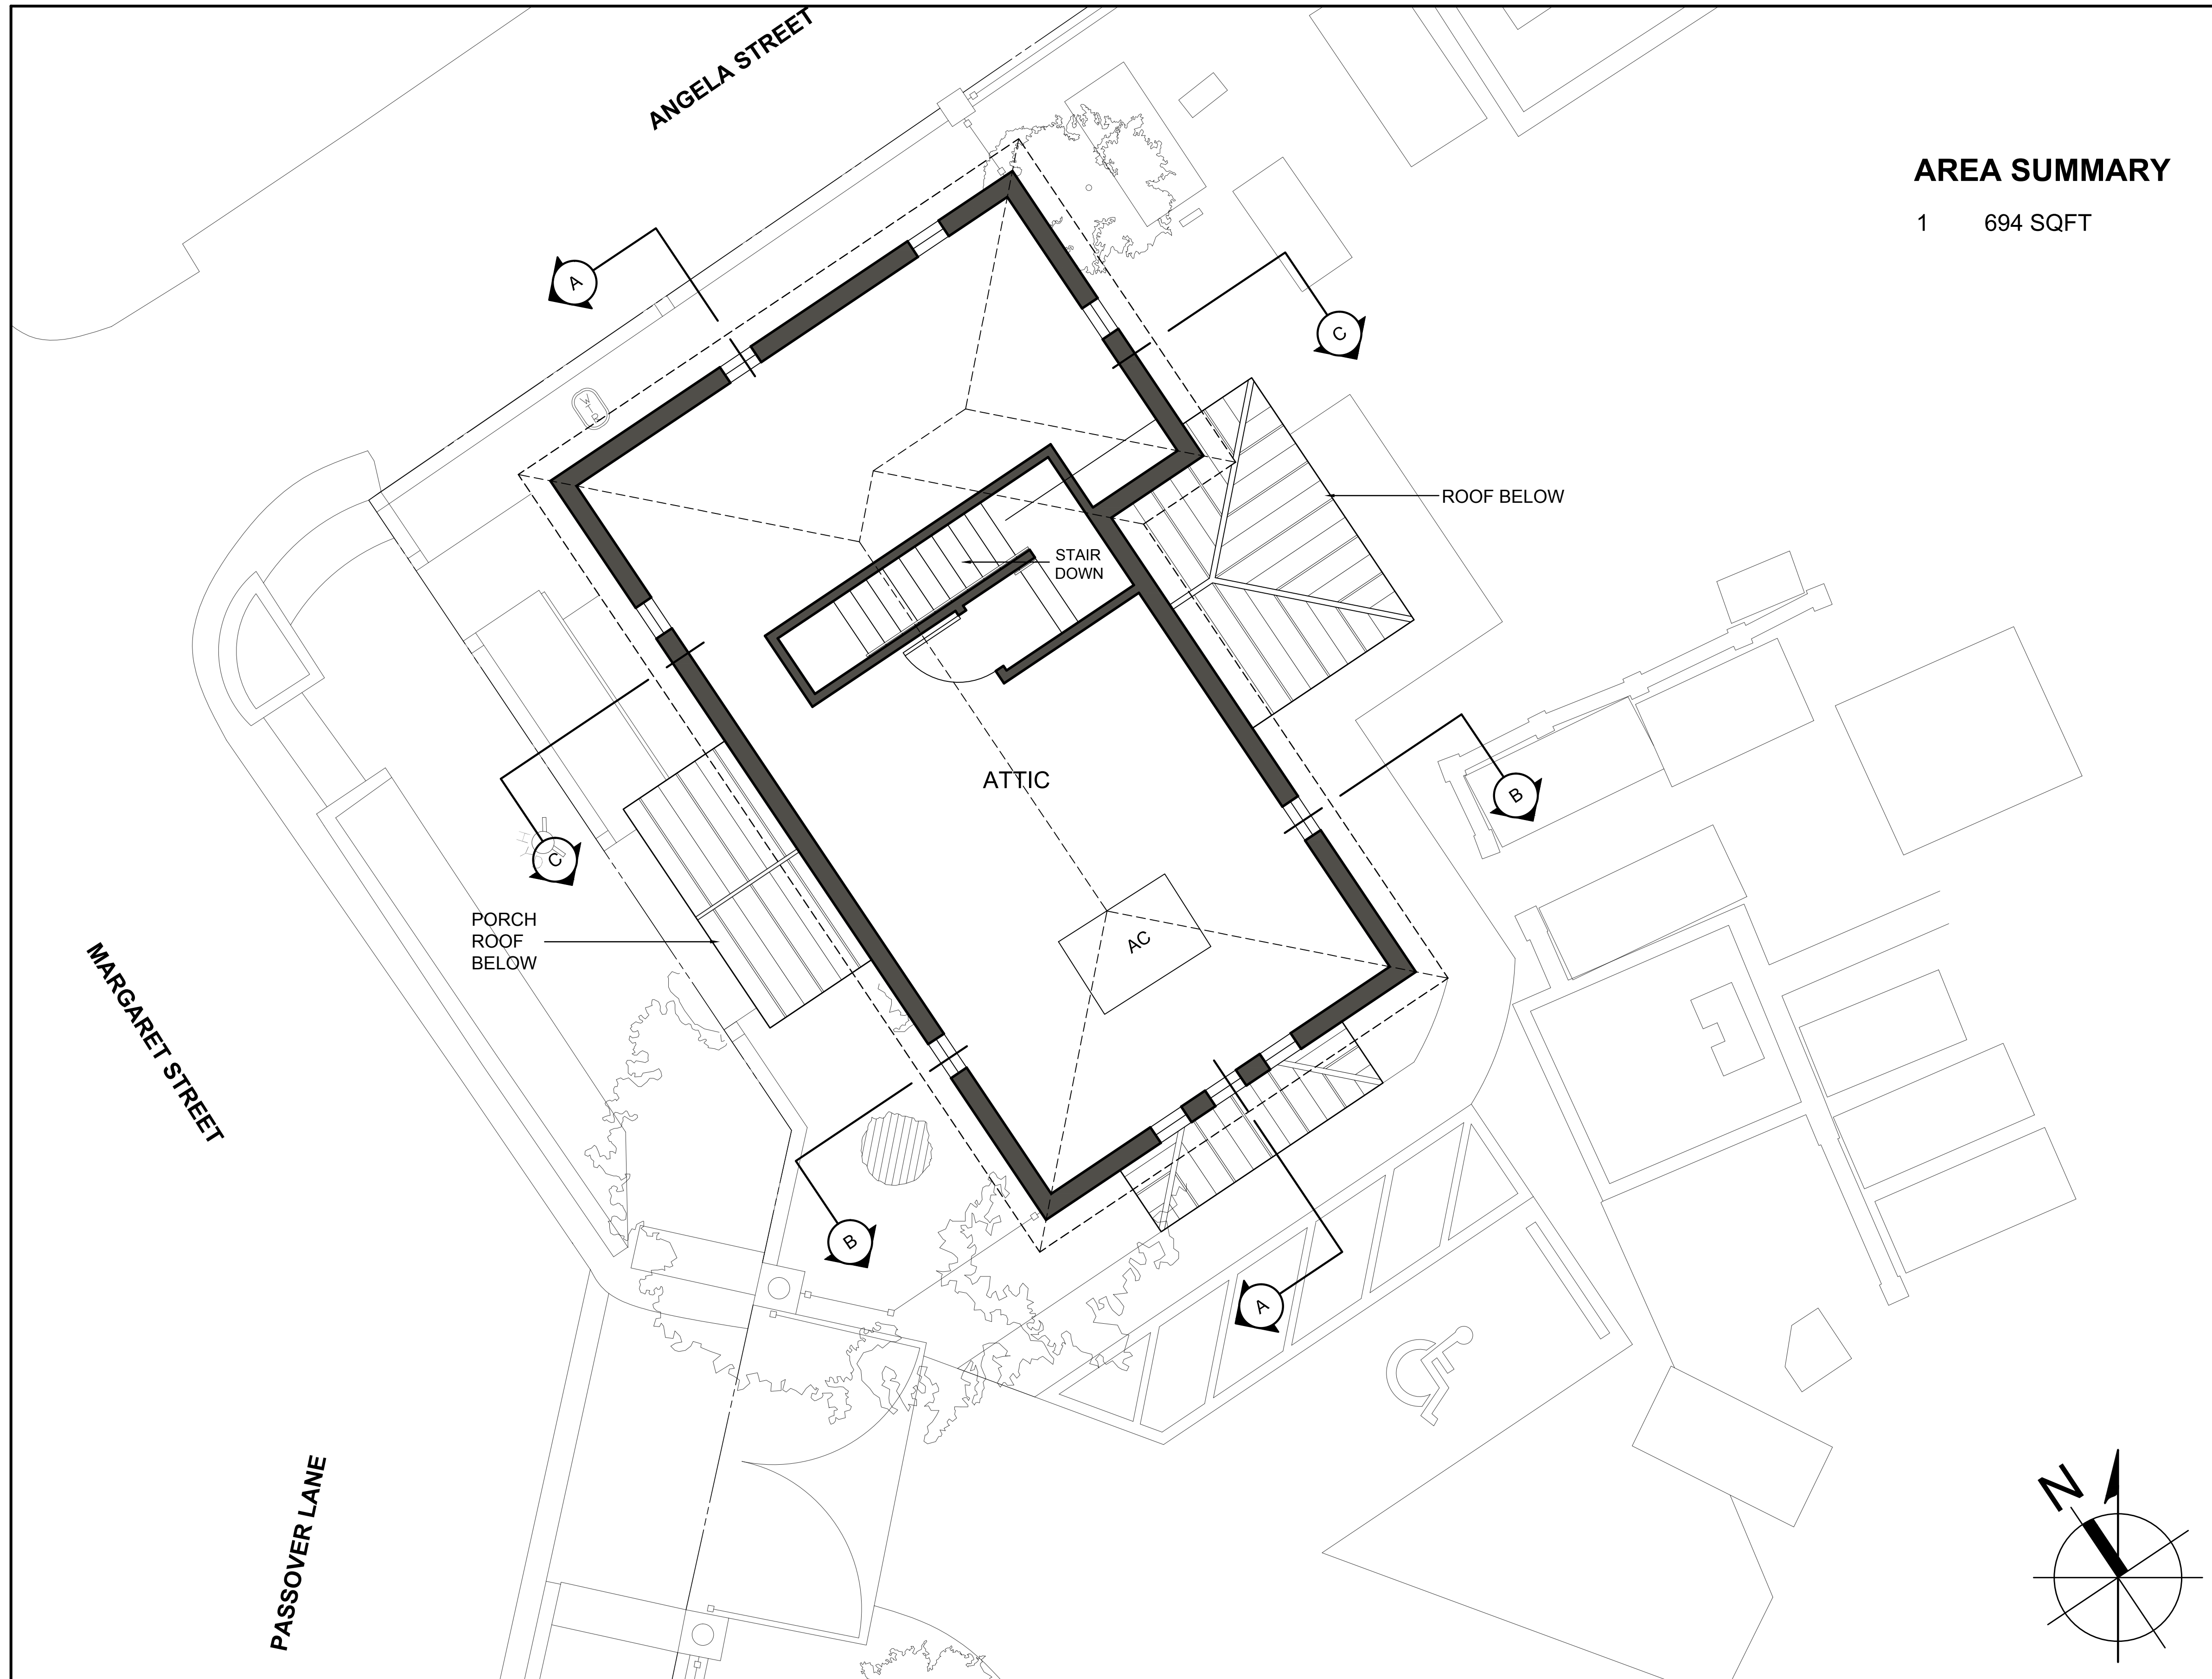 ANGELA STREET
AREA SUMMARY
1 694 SQFT
A
C
W
ROOF BELOW
STAIR
DOWN
ATTIC
B
C
PORCH
ROOF
BELOW
AC
MARGARET STREET
B
A
PASSOVER LANE
N